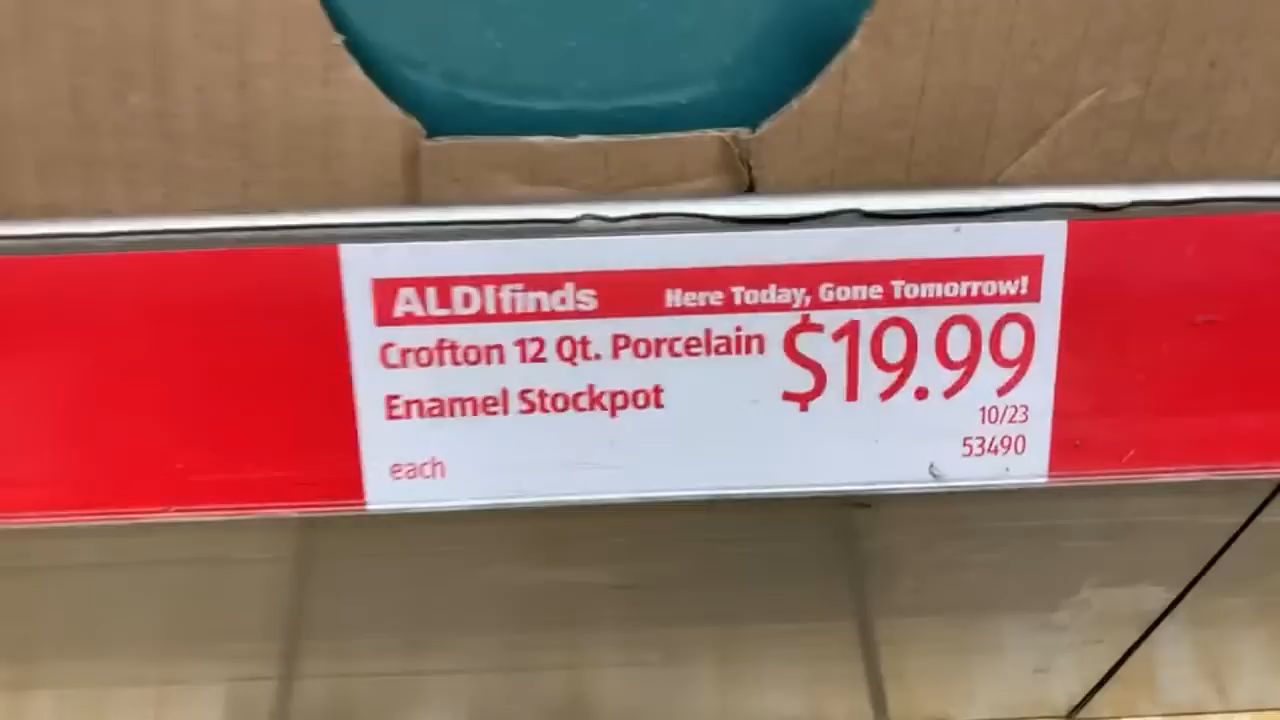 ALDIfinds Here Today, Gone Tomorrow!
Crofton 12 Qt. Porcelain $19.99
Enamel Stockpot
10/23
each 53490